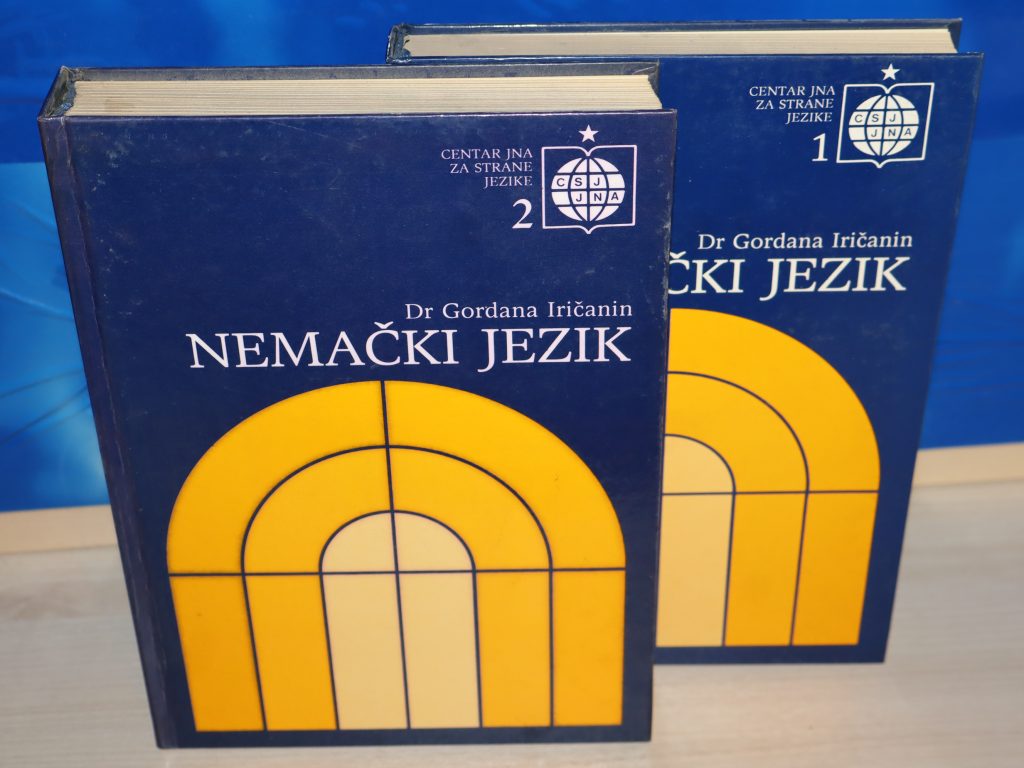 CENTAR JNA
ZA STRANE
JEZIKE
2
CSJ
JNA
Dr Gordana Iričanin
NEMAČKI JEZIK
CENTAR JNA
ZA STRANE
JEZIKE
1
CSJ
JNA
Dr Gordana Iričanin
ČKI JEZIK